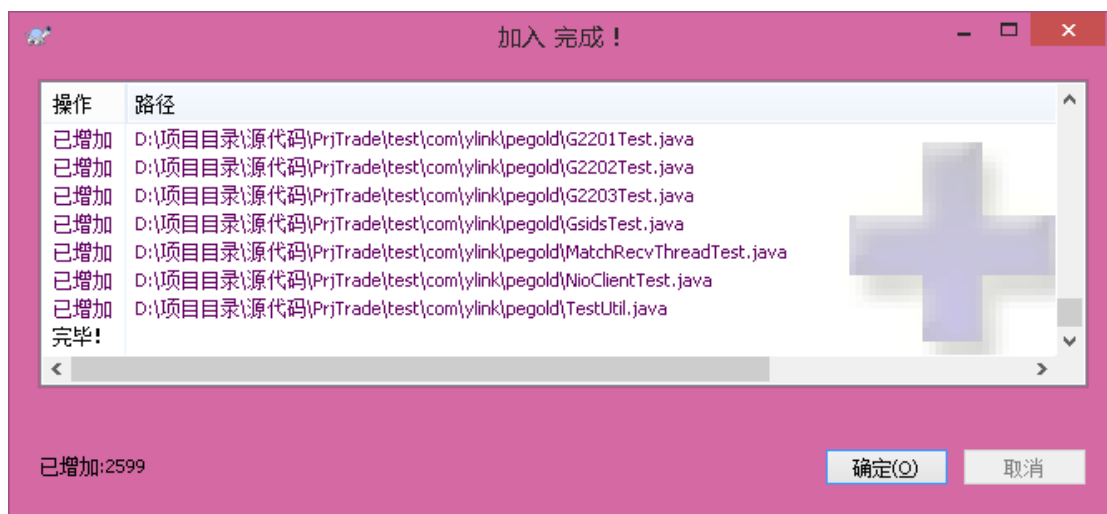 加入 完成！
操作 路径
已增加 D:\项目目录\源代码\PrjTrade\test\com\ylink\pegold\G2201Test.java
已增加 D:\项目目录\源代码\PrjTrade\test\com\ylink\pegold\G2202Test.java
已增加 D:\项目目录\源代码\PrjTrade\test\com\ylink\pegold\G2203Test.java
已增加 D:\项目目录\源代码\PrjTrade\test\com\ylink\pegold\GsidsTest.java
已增加 D:\项目目录\源代码\PrjTrade\test\com\ylink\pegold\MatchRecvThreadTest.java
已增加 D:\项目目录\源代码\PrjTrade\test\com\ylink\pegold\NioClientTest.java
已增加 D:\项目目录\源代码\PrjTrade\test\com\ylink\pegold\TestUtil.java
完毕!
已增加:2599
确定(O) 取消